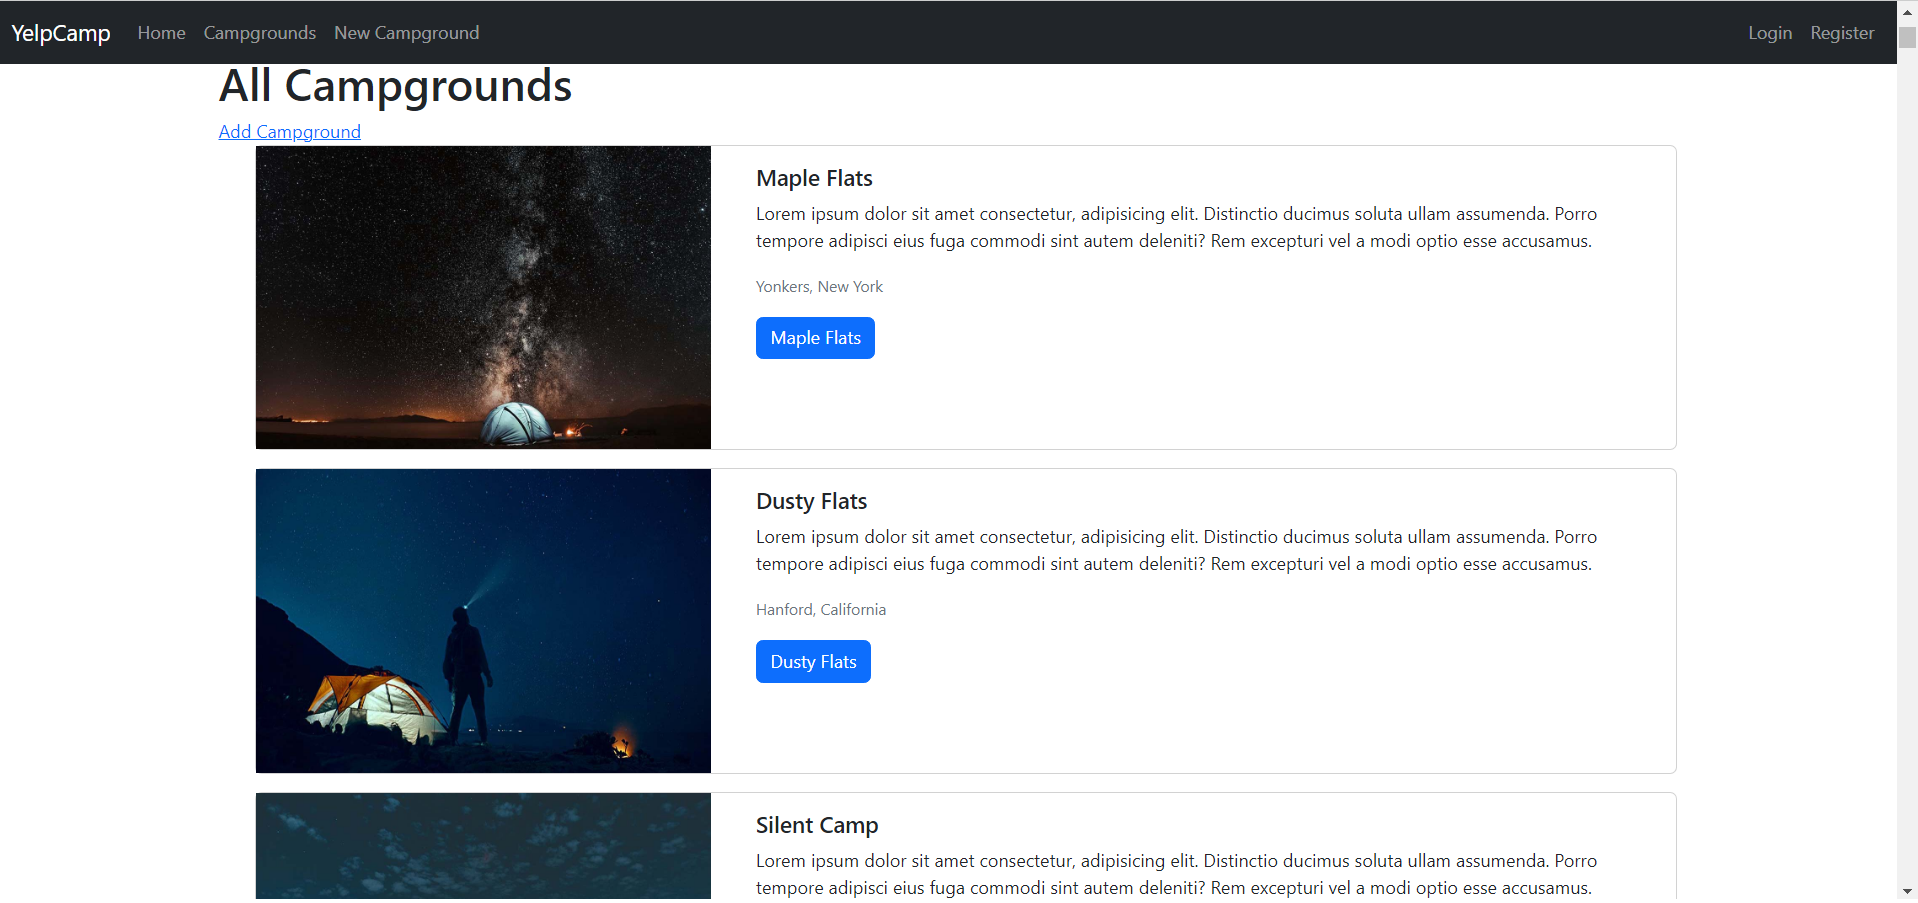 YelpCamp Home Campgrounds New Campground Login Register
All Campgrounds
Add Campground
Maple Flats
Lorem ipsum dolor sit amet consectetur, adipisicing elit. Distinctio ducimus soluta ullam assumenda. Porro
tempore adipisci eius fuga commodi sint autem deleniti? Rem excepturi vel a modi optio esse accusamus.
Yonkers, New York
Maple Flats
Dusty Flats
Lorem ipsum dolor sit amet consectetur, adipisicing elit. Distinctio ducimus soluta ullam assumenda. Porro
tempore adipisci eius fuga commodi sint autem deleniti? Rem excepturi vel a modi optio esse accusamus.
Hanford, California
Dusty Flats
Silent Camp
Lorem ipsum dolor sit amet consectetur, adipisicing elit. Distinctio ducimus soluta ullam assumenda. Porro
tempore adipisci eius fuga commodi sint autem deleniti? Rem excepturi vel a modi optio esse accusamus.